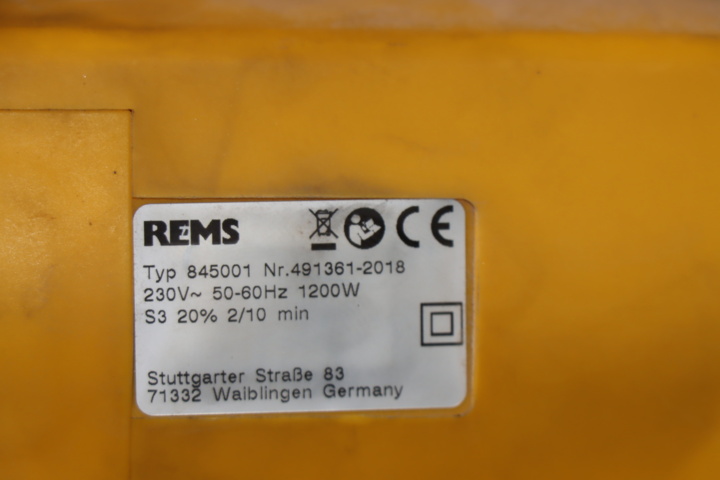 REMS CE
Typ 845001 Nr.491361-2018
230V~ 50-60Hz 1200W
S3 20% 2/10 min
Stuttgarter Straße 83
71332 Waiblingen Germany